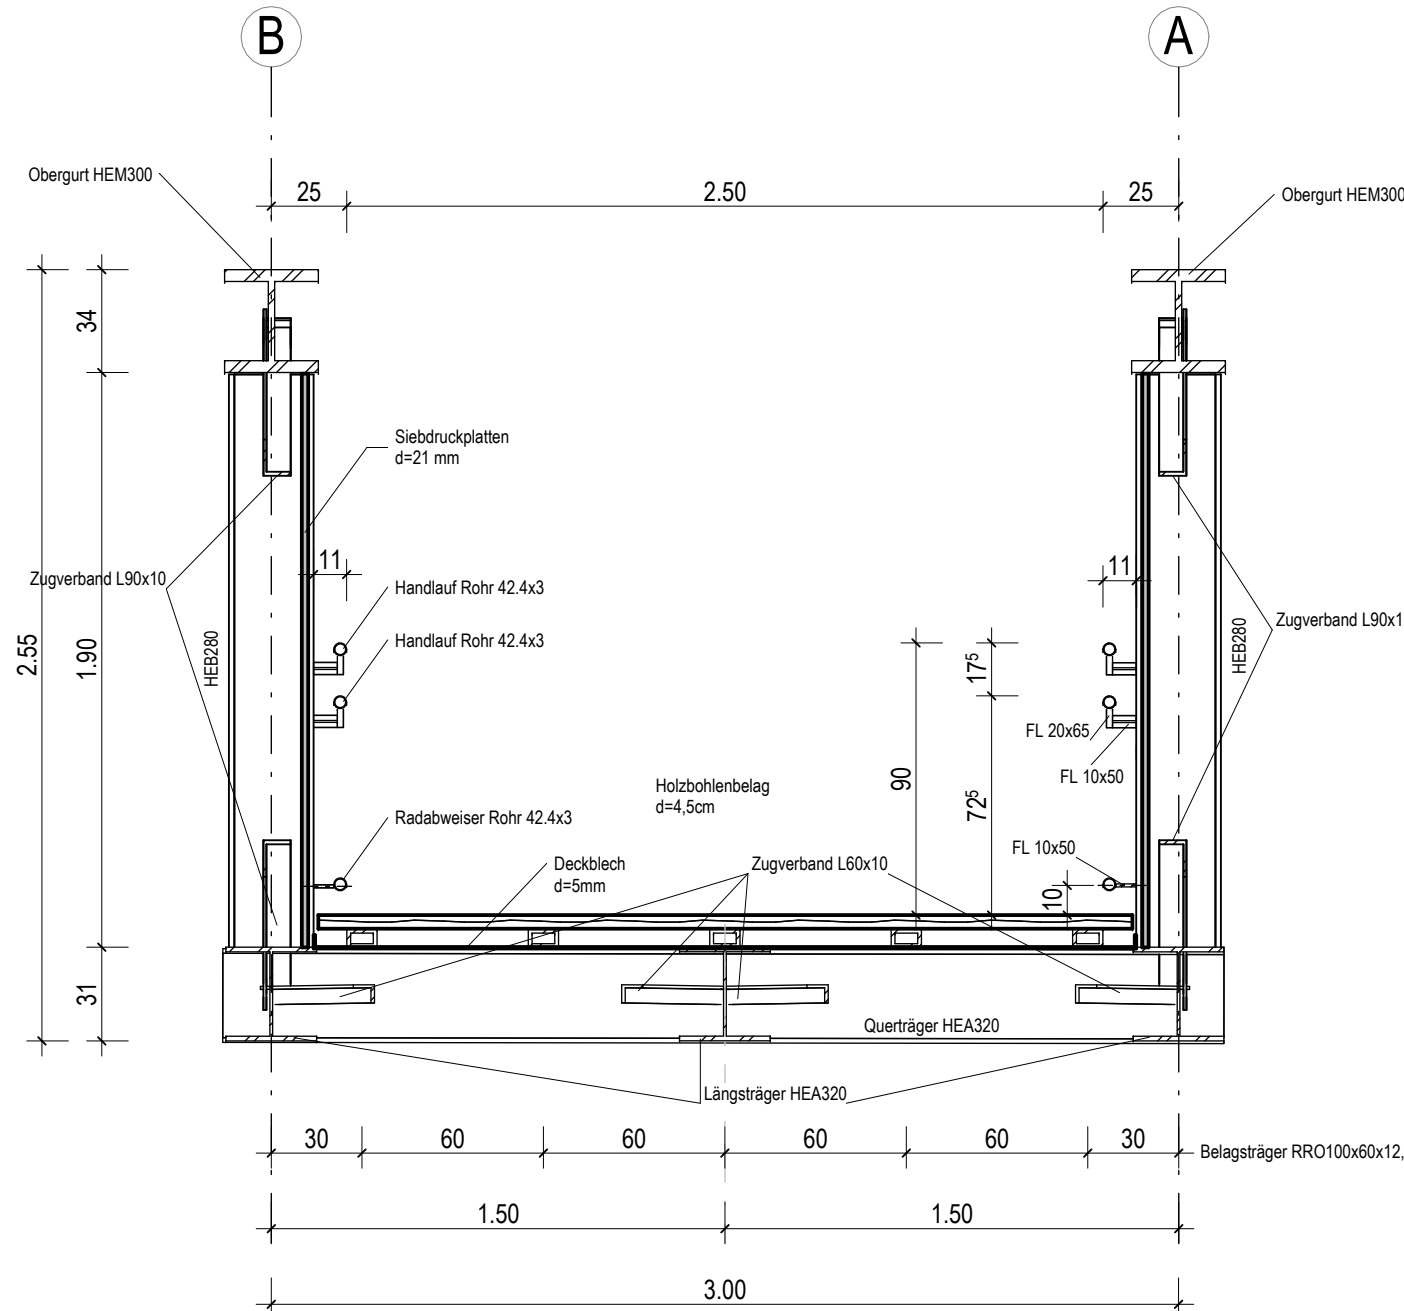 B
A
Obergurt HEM300
25
2.50
25
Obergurt HEM300
34
Siebdruckplatten
d=21 mm
11
11
Zugverband L90x10
Handlauf Rohr 42.4x3
Handlauf Rohr 42.4x3
Zugverband L90x1
2.55
1.90
HEB280
HEB280
17⁵
FL 20x65
FL 10x50
90
72⁵
Holzbohlenbelag
d=4,5cm
Radabweiser Rohr 42.4x3
FL 10x50
Deckblech
d=5mm
Zugverband L60x10
10
31
Querträger HEA320
Längsträger HEA320
30
60
60
60
60
30
Belagsträger RRO100x60x12,
1.50
1.50
3.00